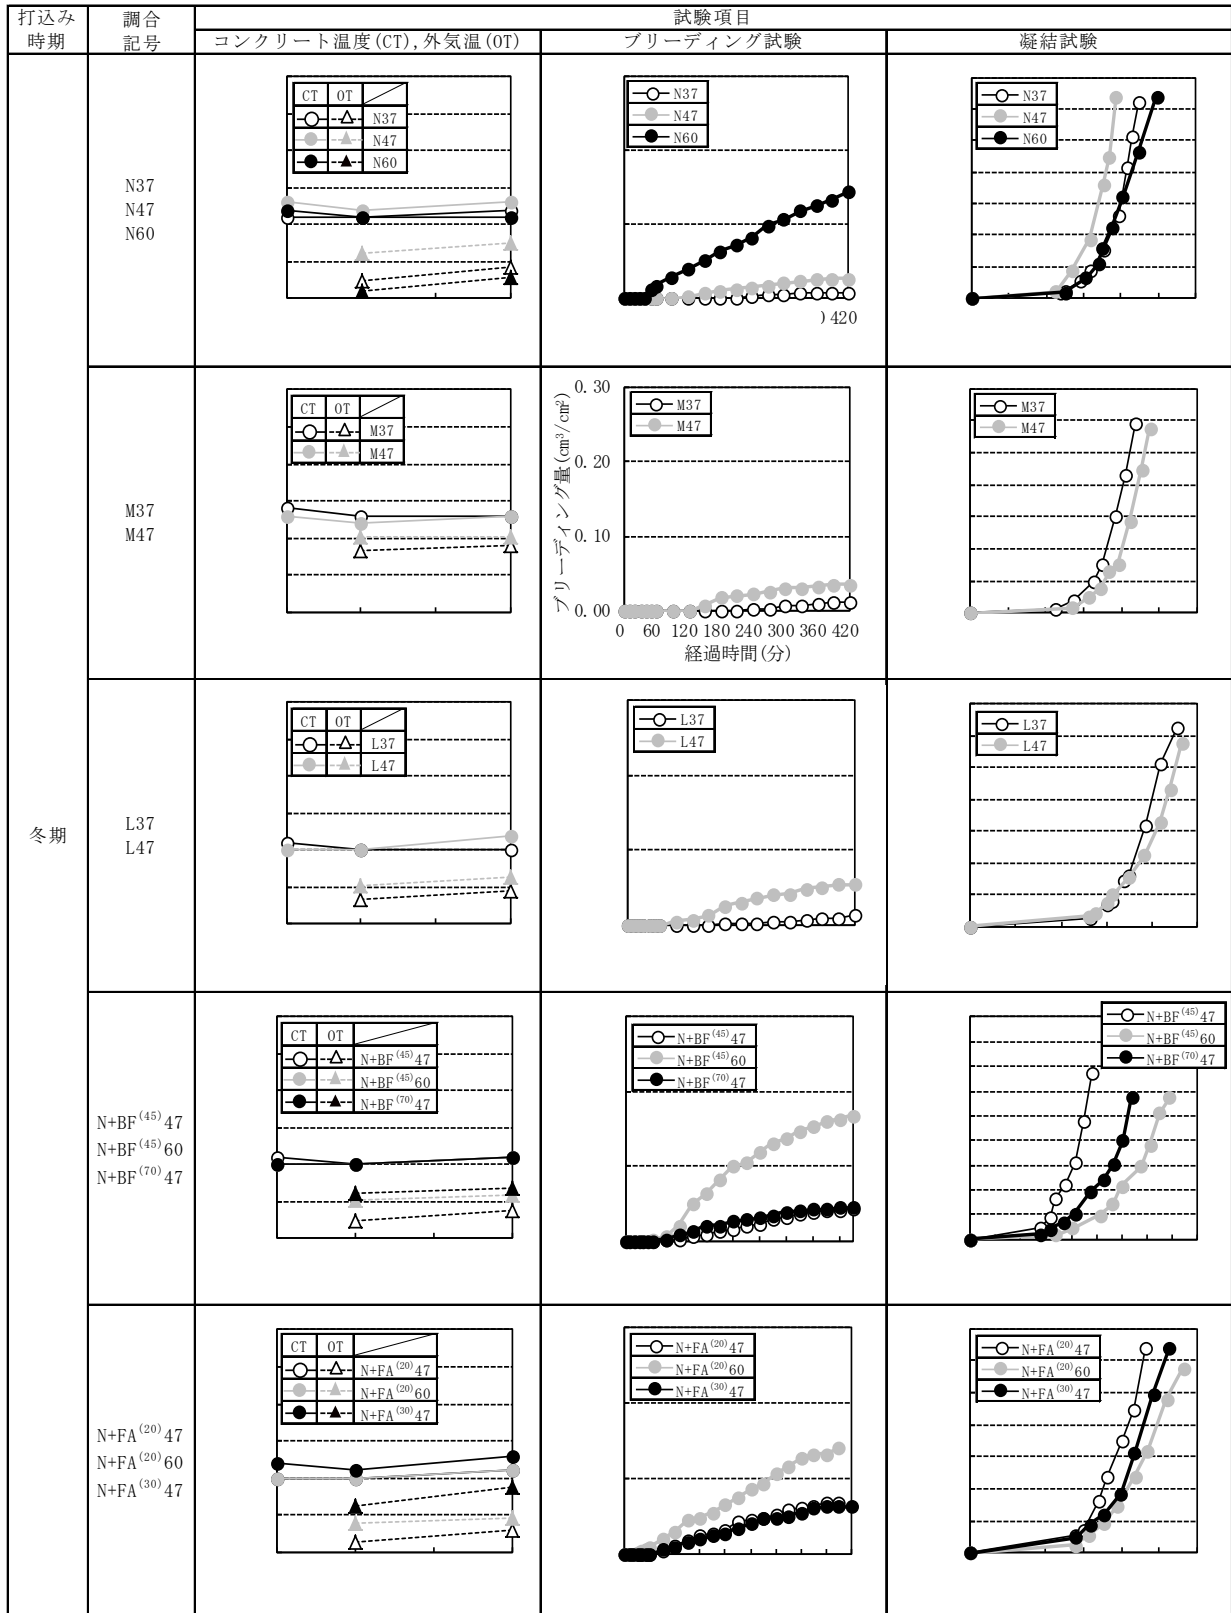 打込み
時期
調合
記号
試験項目
コンクリート温度(CT),外気温(OT)
ブリーディング試験
凝結試験
冬期
N37
N47
N60
CT OT
N37
N47
N60
N37
N47
N60
) 420
N37
N47
N60
M37
M47
CT OT
M37
M47
ブリーディング量(cm³/cm²)
0.30
0.20
0.10
0.00
M37
M47
0 60 120 180 240 300 360 420
経過時間(分)
M37
M47
L37
L47
CT OT
L37
L47
L37
L47
L37
L47
N+BF⁽⁴⁵⁾47
N+BF⁽⁴⁵⁾60
N+BF⁽⁷⁰⁾47
CT OT
N+BF⁽⁴⁵⁾47
N+BF⁽⁴⁵⁾60
N+BF⁽⁷⁰⁾47
N+BF⁽⁴⁵⁾47
N+BF⁽⁴⁵⁾60
N+BF⁽⁷⁰⁾47
N+BF⁽⁴⁵⁾47
N+BF⁽⁴⁵⁾60
N+BF⁽⁷⁰⁾47
N+FA⁽²⁰⁾47
N+FA⁽²⁰⁾60
N+FA⁽³⁰⁾47
CT OT
N+FA⁽²⁰⁾47
N+FA⁽²⁰⁾60
N+FA⁽³⁰⁾47
N+FA⁽²⁰⁾47
N+FA⁽²⁰⁾60
N+FA⁽³⁰⁾47
N+FA⁽²⁰⁾47
N+FA⁽²⁰⁾60
N+FA⁽³⁰⁾47